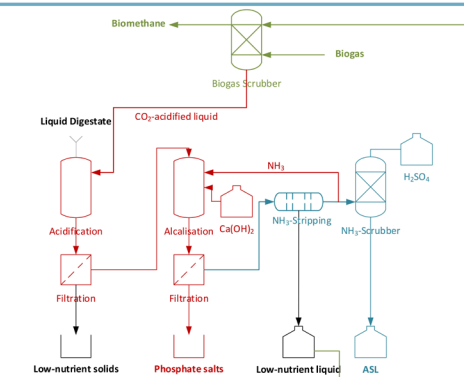 Biomethane
Biogas
Biogas Scrubber
CO₂-acidified liquid
Liquid Digestate
NH₃
H₂SO₄
Ca(OH)₂
NH₃-Stripping
NH₃-Scrubber
Acidification
Alcalisation
Filtration
Filtration
Low-nutrient solids
Phosphate salts
Low-nutrient liquid
ASL